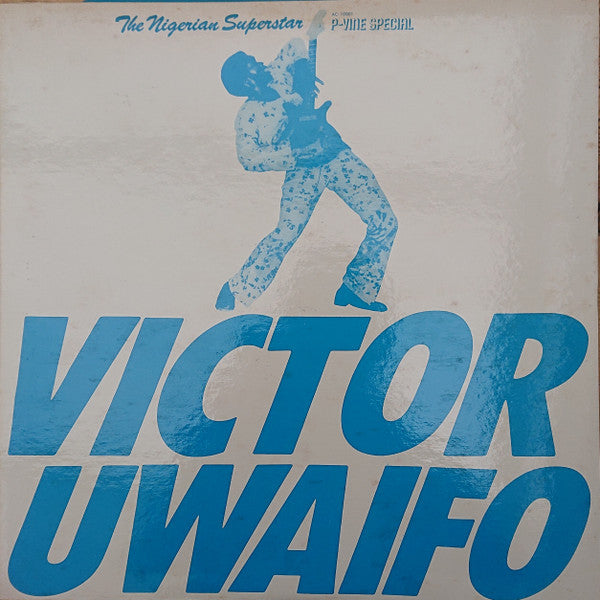 The Nigerian Superstar
P-VINE SPECIAL
VICTOR
UWAIFO